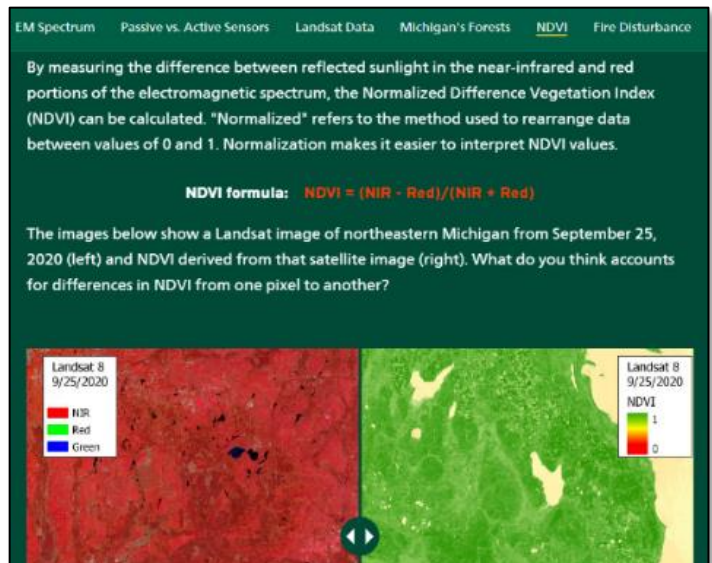 EM Spectrum Passive vs. Active Sensors Landsat Data Michigan's Forests NDVI Fire Disturbance
By measuring the difference between reflected sunlight in the near-infrared and red
portions of the electromagnetic spectrum, the Normalized Difference Vegetation Index
(NDVI) can be calculated. "Normalized" refers to the method used to rearrange data
between values of 0 and 1. Normalization makes it easier to interpret NDVI values.
NDVI formula: NDVI = (NIR - Red)/(NIR + Red)
The images below show a Landsat image of northeastern Michigan from September 25,
2020 (left) and NDVI derived from that satellite image (right). What do you think accounts
for differences in NDVI from one pixel to another?
Landsat 8
9/25/2020
NIR
Red
Green
Landsat 8
9/25/2020
NDVI
1
0